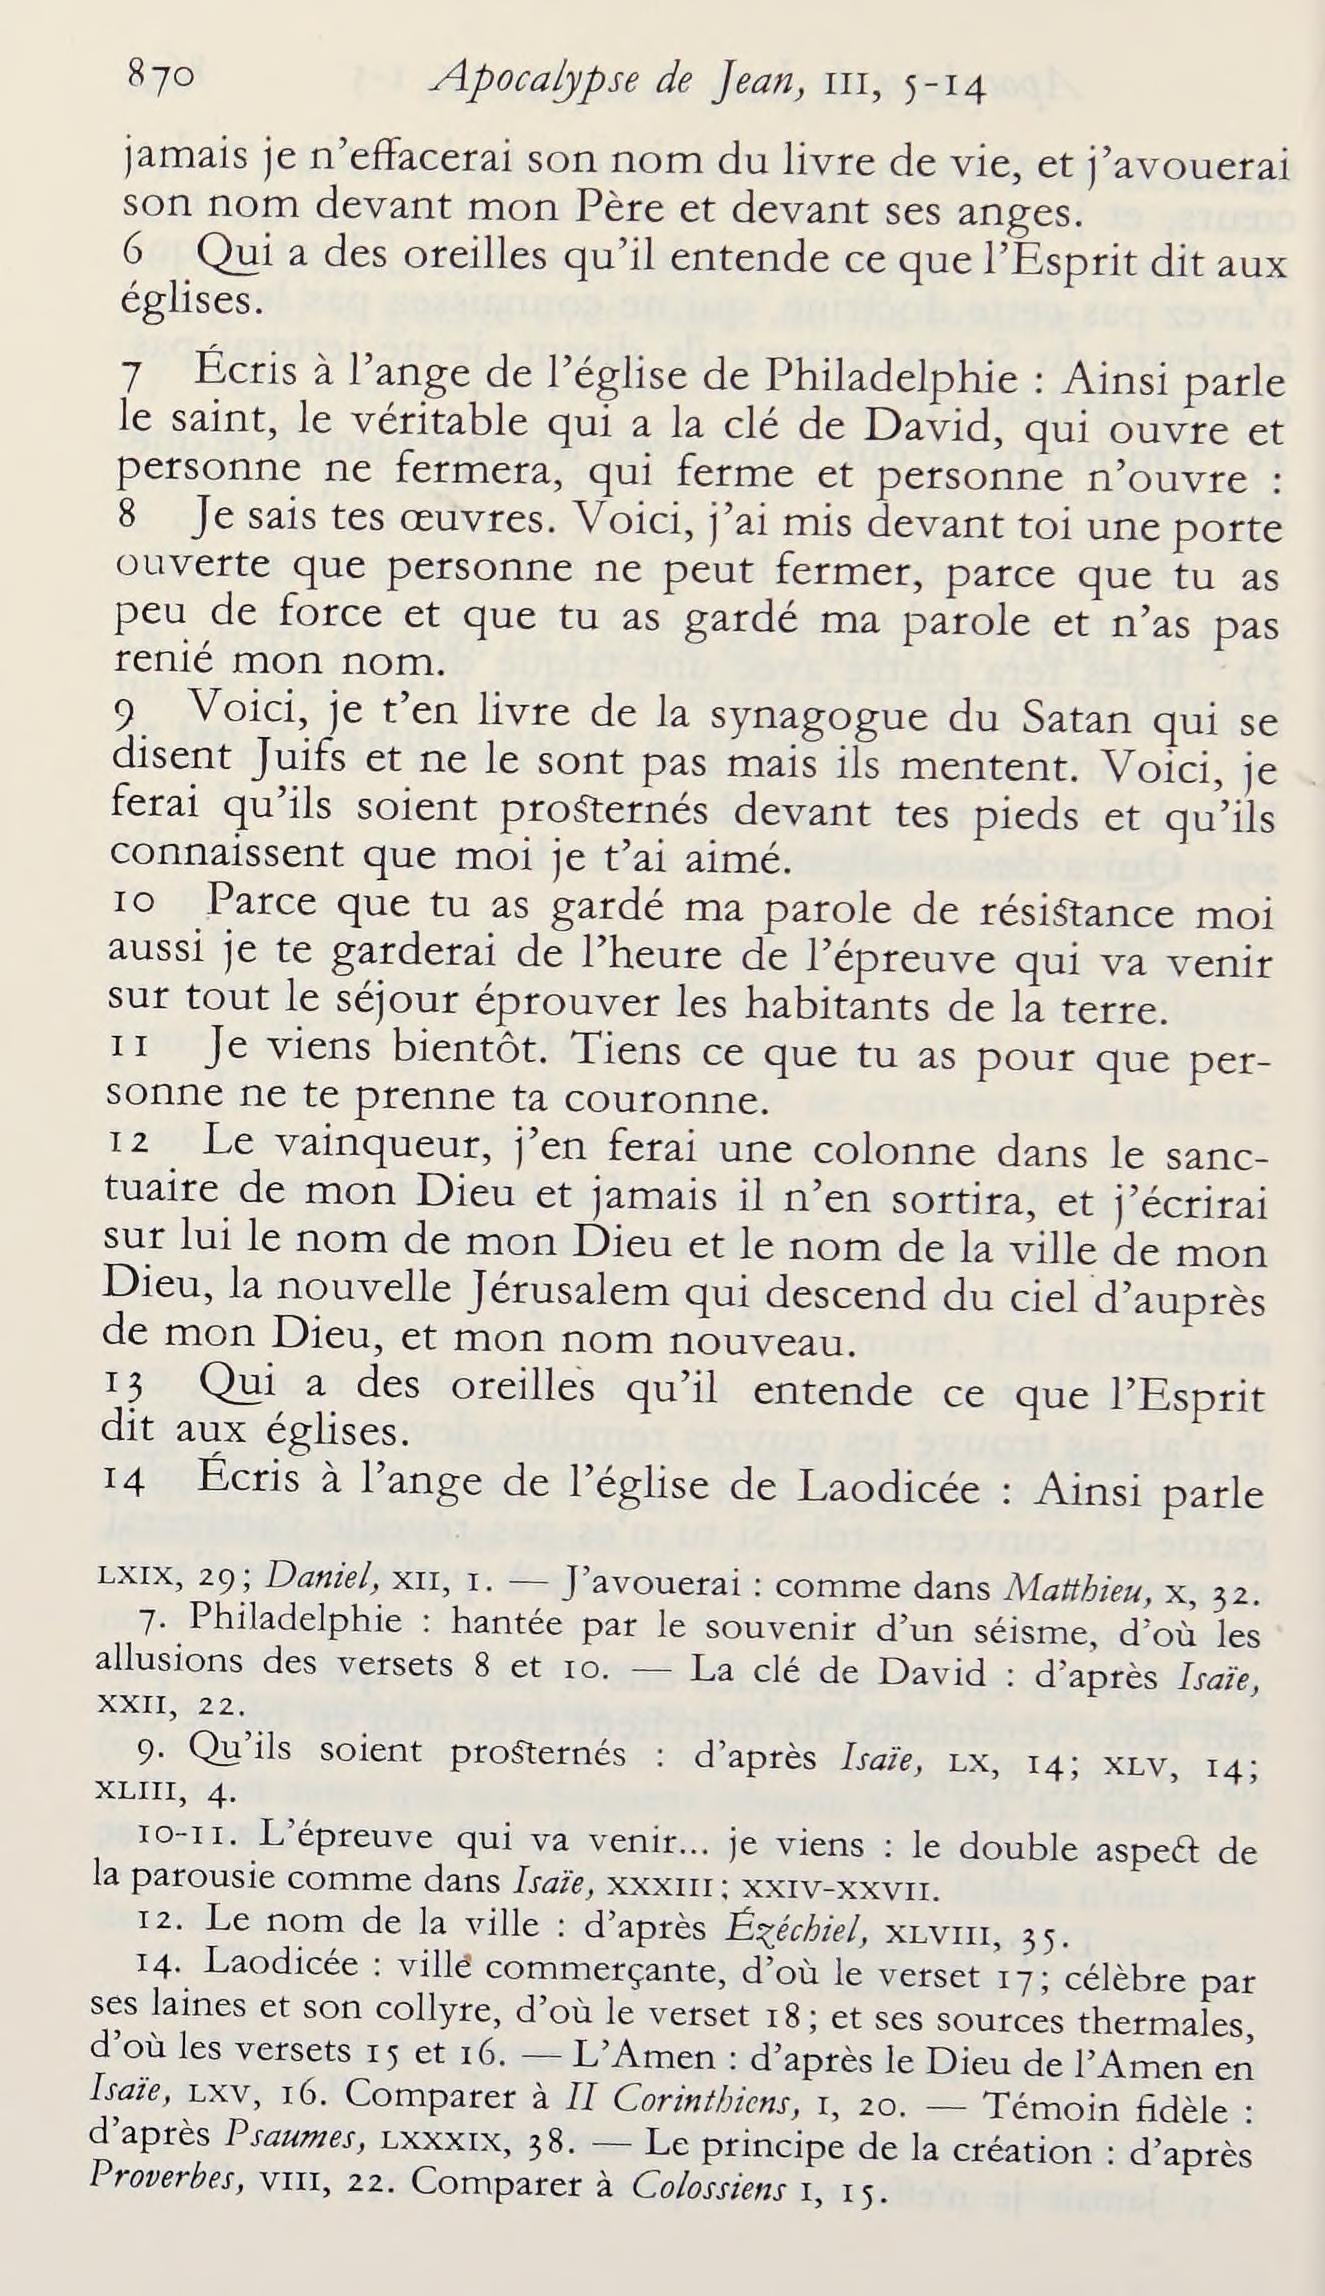 870 Apocalypse de Jean, III, 5-14
jamais je n'effacerai son nom du livre de vie, et j'avouerai
son nom devant mon Père et devant ses anges.
6 Qui a des oreilles qu'il entende ce que l'Esprit dit aux
églises.
7 Écris à l'ange de l'église de Philadelphie : Ainsi parle
le saint, le véritable qui a la clé de David, qui ouvre et
personne ne fermera, qui ferme et personne n'ouvre :
8 Je sais tes œuvres. Voici, j'ai mis devant toi une porte
ouverte que personne ne peut fermer, parce que tu as
peu de force et que tu as gardé ma parole et n'as pas
renié mon nom.
9 Voici, je t'en livre de la synagogue du Satan qui se
disent Juifs et ne le sont pas mais ils mentent. Voici, je
ferai qu'ils soient prosternés devant tes pieds et qu'ils
connaissent que moi je t'ai aimé.
10 Parce que tu as gardé ma parole de résistance moi
aussi je te garderai de l'heure de l'épreuve qui va venir
sur tout le séjour éprouver les habitants de la terre.
11 Je viens bientôt. Tiens ce que tu as pour que per-
sonne ne te prenne ta couronne.
12 Le vainqueur, j'en ferai une colonne dans le sanc-
tuaire de mon Dieu et jamais il n'en sortira, et j'écrirai
sur lui le nom de mon Dieu et le nom de la ville de mon
Dieu, la nouvelle Jérusalem qui descend du ciel d'auprès
de mon Dieu, et mon nom nouveau.
13 Qui a des oreilles qu'il entende ce que l'Esprit
dit aux églises.
14 Écris à l'ange de l'église de Laodicée : Ainsi parle
LXIX, 29; Daniel, XII, 1. — J'avouerai : comme dans Matthieu, X, 32.
7. Philadelphie : hantée par le souvenir d'un séisme, d'où les
allusions des versets 8 et 10. — La clé de David : d'après Isaïe,
XXII, 22.
9. Qu'ils soient prosternés : d'après Isaïe, LX, 14; XLV, 14;
XLIII, 4.
10-11. L'épreuve qui va venir... je viens : le double aspect de
la parousie comme dans Isaïe, XXXIII; XXIV-XXVII.
12. Le nom de la ville : d'après Ézéchiel, XLVIII, 35.
14. Laodicée : ville commerçante, d'où le verset 17; célèbre par
ses laines et son collyre, d'où le verset 18; et ses sources thermales,
d'où les versets 15 et 16. — L'Amen : d'après le Dieu de l'Amen en
Isaïe, LXV, 16. Comparer à II Corinthiens, I, 20. — Témoin fidèle :
d'après Psaumes, LXXXIX, 38. — Le principe de la création : d'après
Proverbes, VIII, 22. Comparer à Colossiens I, 15.